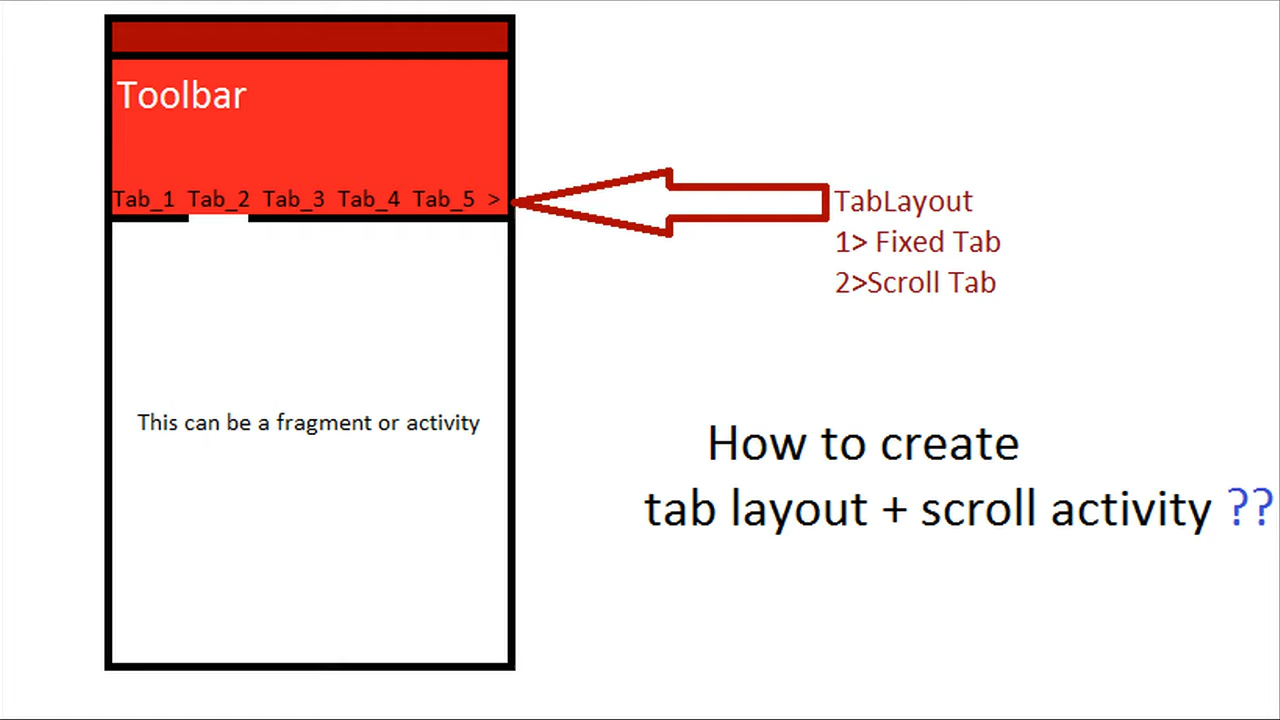 Toolbar
Tab_1 Tab_2 Tab_3 Tab_4 Tab_5 >
TabLayout
1> Fixed Tab
2>Scroll Tab
This can be a fragment or activity
How to create
tab layout + scroll activity ??